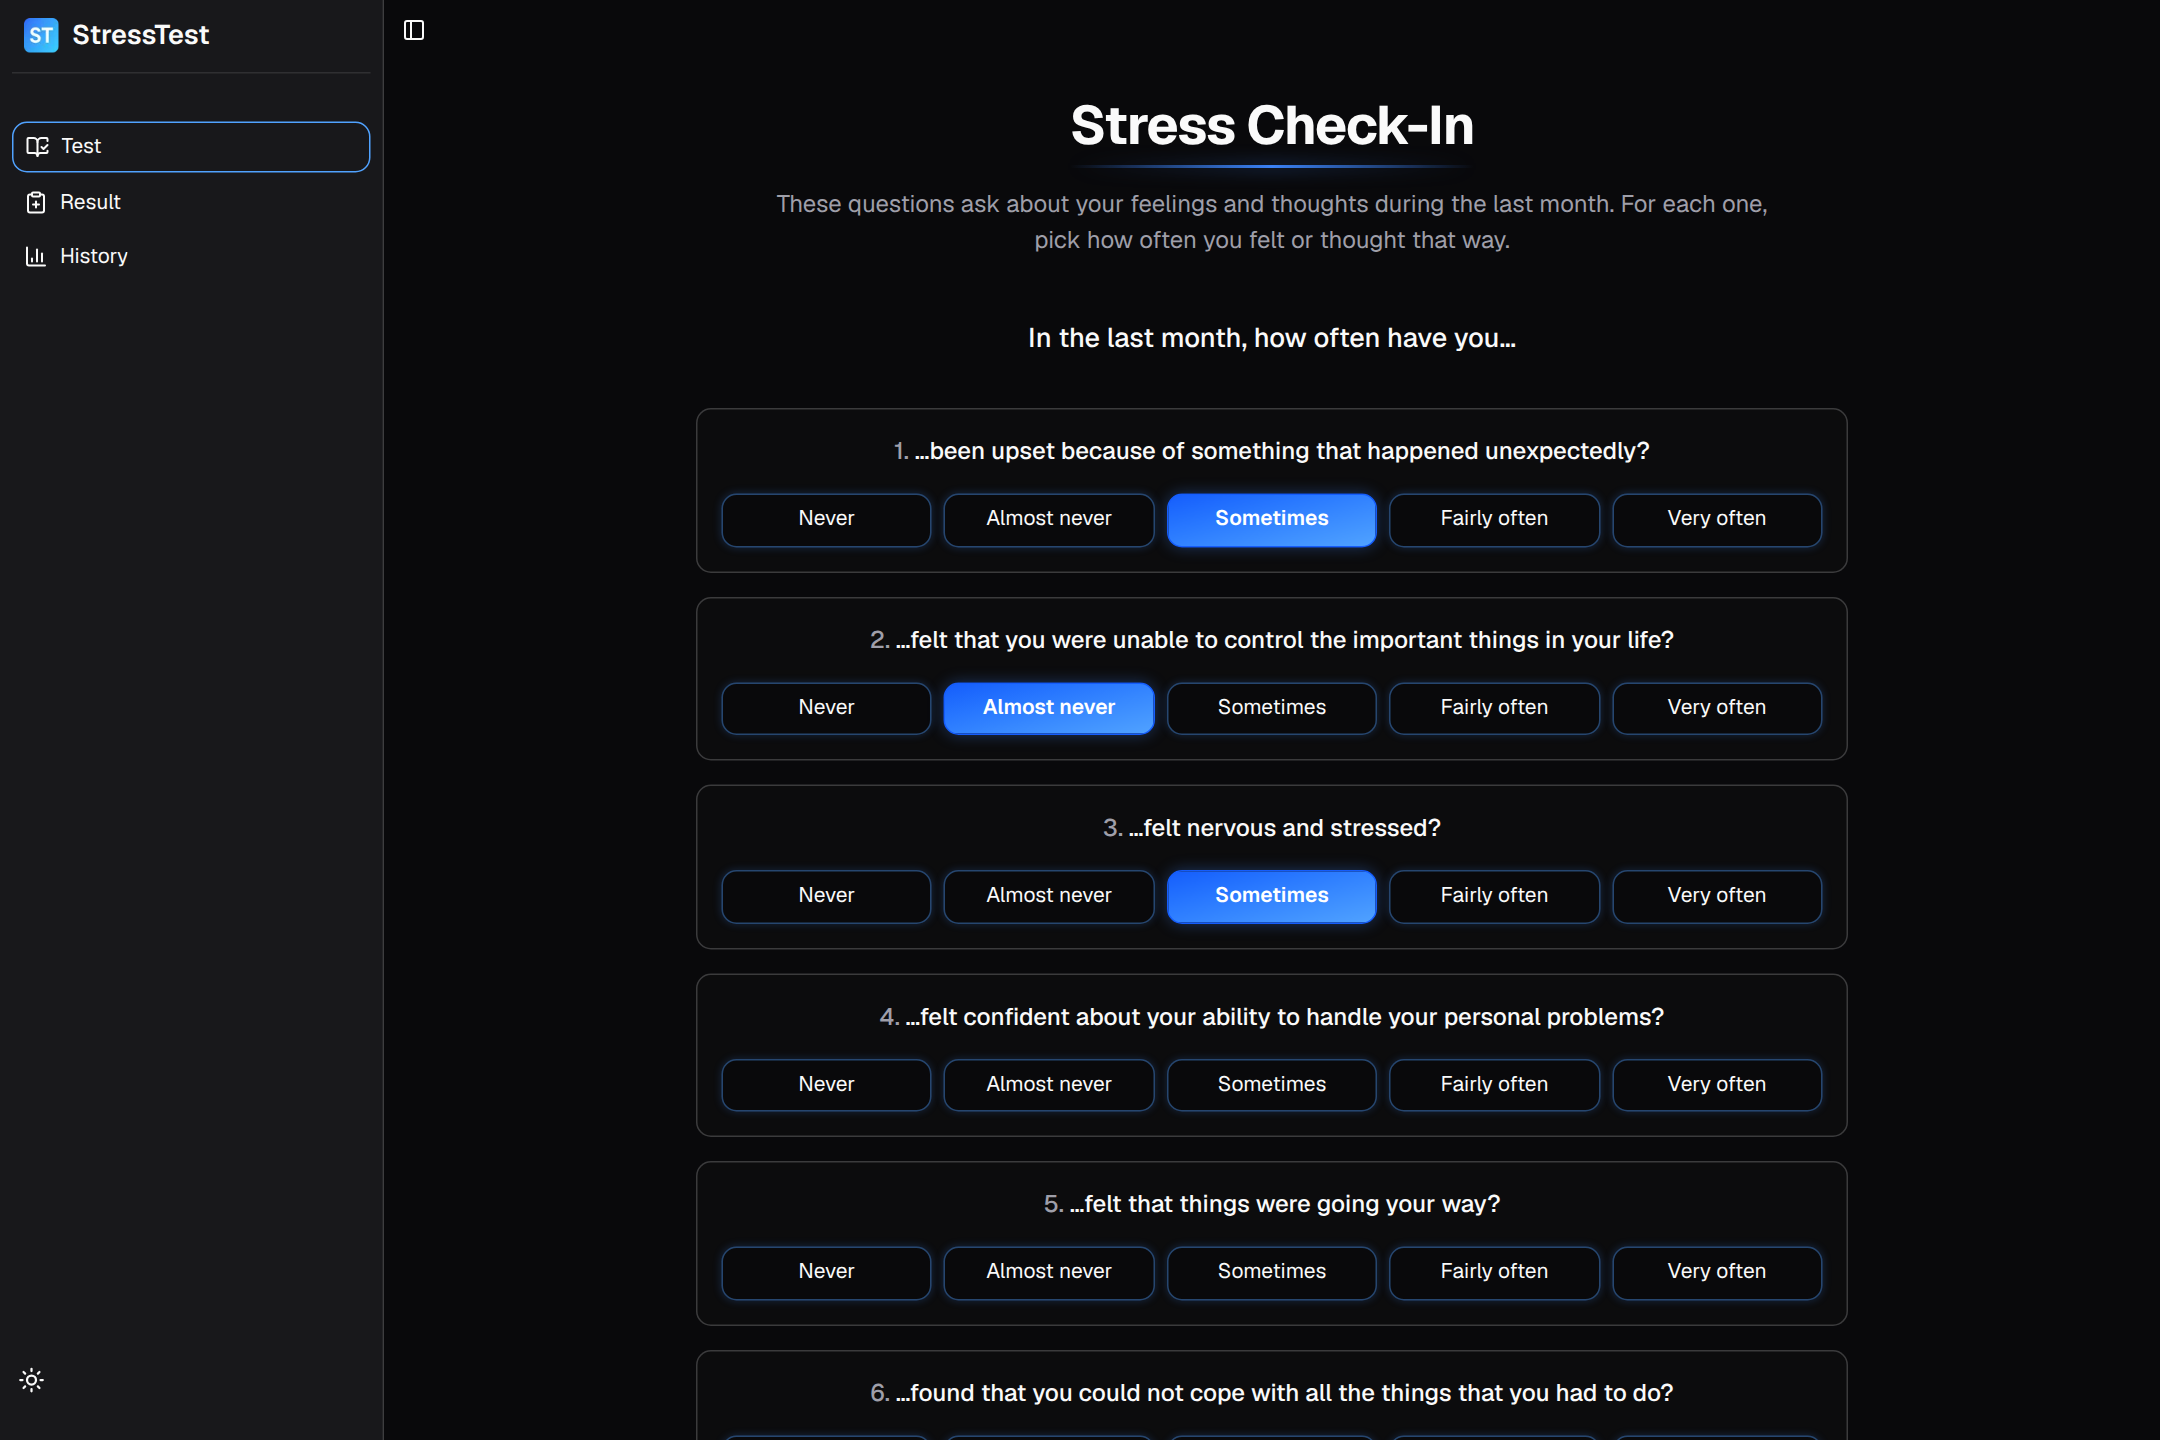 ST StressTest
Test
Result
History
Stress Check-In
These questions ask about your feelings and thoughts during the last month. For each one,
pick how often you felt or thought that way.
In the last month, how often have you...
1. ...been upset because of something that happened unexpectedly?
Never Almost never Sometimes Fairly often Very often
2. ...felt that you were unable to control the important things in your life?
Never Almost never Sometimes Fairly often Very often
3. ...felt nervous and stressed?
Never Almost never Sometimes Fairly often Very often
4. ...felt confident about your ability to handle your personal problems?
Never Almost never Sometimes Fairly often Very often
5. ...felt that things were going your way?
Never Almost never Sometimes Fairly often Very often
6. ...found that you could not cope with all the things that you had to do?